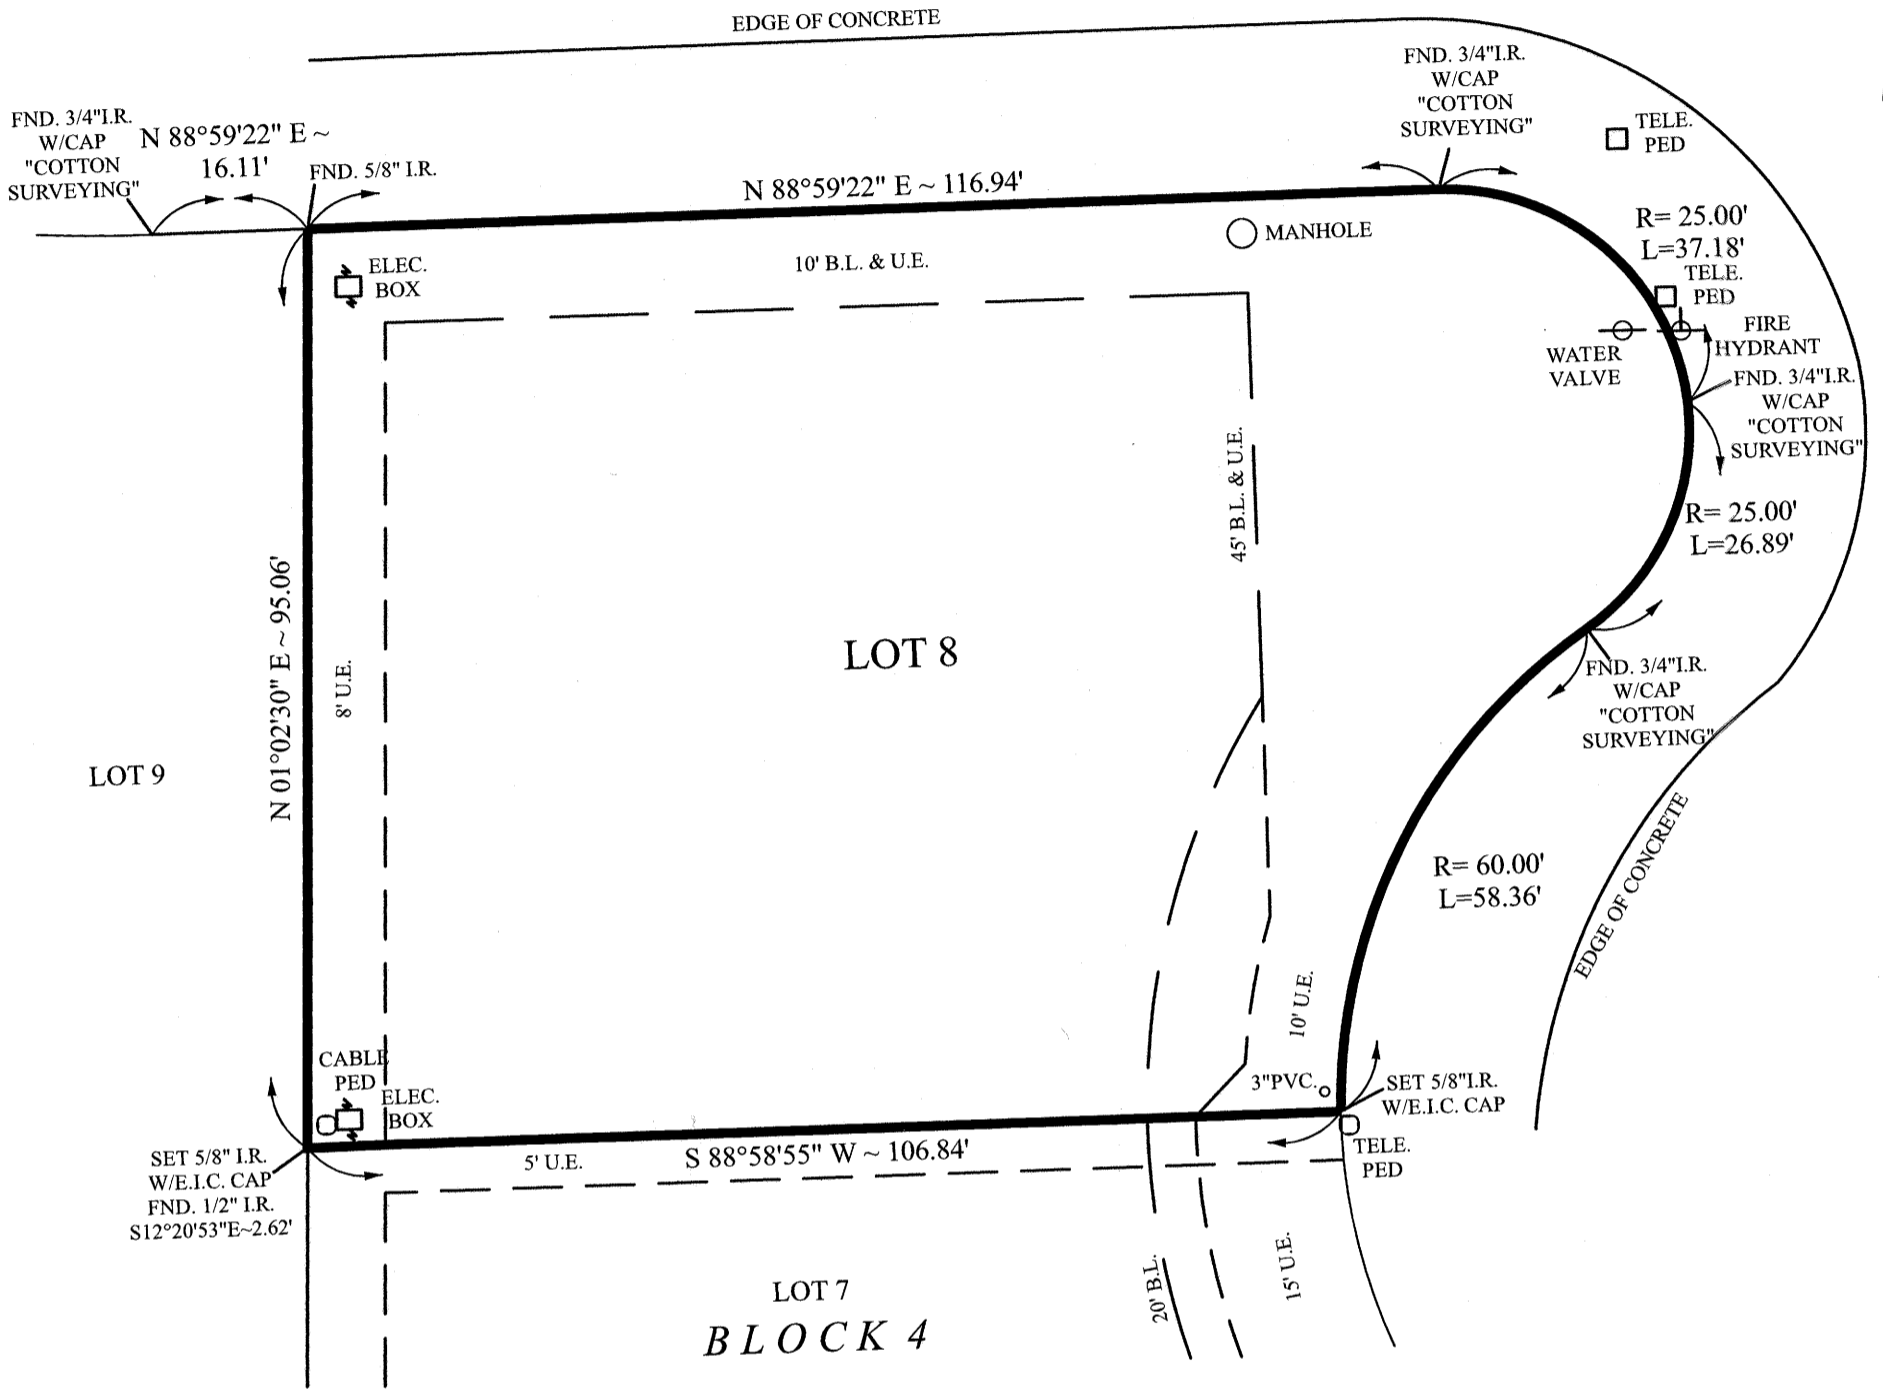 EDGE OF CONCRETE
FND. 3/4"I.R.
W/CAP
"COTTON
SURVEYING"
N 88°59'22" E ~
16.11'
FND. 5/8" I.R.
N 88°59'22" E ~ 116.94'
FND. 3/4"I.R.
W/CAP
"COTTON
SURVEYING"
TELE.
PED
R= 25.00'
L=37.18'
MANHOLE
ELEC.
BOX
10' B.L. & U.E.
TELE.
PED
FIRE
HYDRANT
WATER
VALVE
FND. 3/4"I.R.
W/CAP
"COTTON
SURVEYING"
45' B.L. & U.E.
R= 25.00'
L=26.89'
N 01°02'30" E ~ 95.06'
8' U.E.
LOT 8
FND. 3/4"I.R.
W/CAP
"COTTON
SURVEYING"
LOT 9
R= 60.00'
L=58.36'
EDGE OF CONCRETE
10' U.E.
CABLE
PED
ELEC.
BOX
3"PVC.
SET 5/8"I.R.
W/E.I.C. CAP
TELE.
PED
SET 5/8" I.R.
W/E.I.C. CAP
FND. 1/2" I.R.
S12°20'53"E~2.62'
5' U.E.
S 88°58'55" W ~ 106.84'
20' B.L.
15' U.E.
LOT 7
BLOCK 4